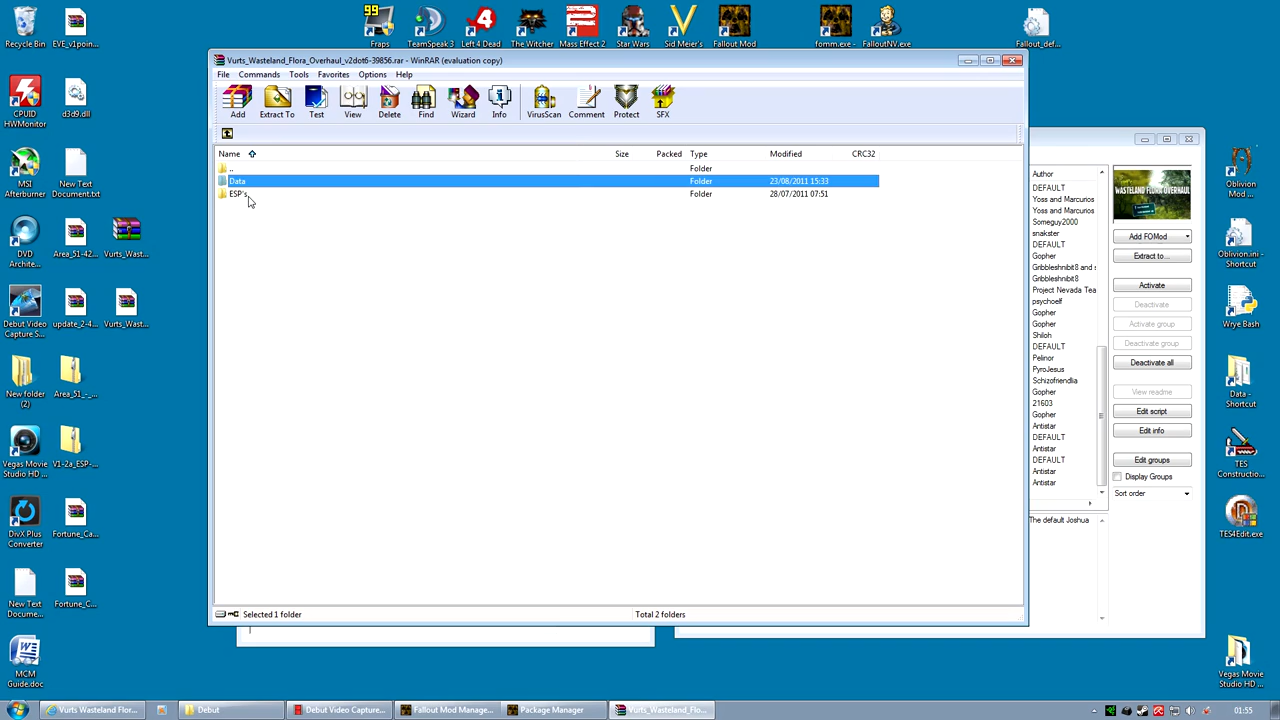 99
Recycle Bin
EVE_v1poin...
Fraps
TeamSpeak 3
Left 4 Dead
The Witcher
Mass Effect 2
Star Wars
Sid Meier's
Fallout Mod
fomm.exe -
FalloutNV.exe
Fallout_def...
Vurts_Wasteland_Flora_Overhaul_v2dot6-39856.rar - WinRAR (evaluation copy)
File Commands Tools Favorites Options Help
Add
Extract To
Test
View
Delete
Find
Wizard
Info
VirusScan
Comment
Protect
SFX
Name
Size
Packed
Type
Modified
CRC32
..
Folder
Data
Folder
23/08/2011 15:33
ESP's
Folder
28/07/2011 07:51
Selected 1 folder
Total 2 folders
CPUID
HWMonitor
d3d9.dll
MSI
Afterburner
New Text
Document.txt
DVD
Archite...
Area_51-42...
Vurts_Wast...
Debut Video
Capture S...
update_2-4...
Vurts_Wast...
New folder
(2)
Area_51_-_...
Vegas Movie
Studio HD ...
V1-2a_ESP-...
DivX Plus
Converter
Fortune_Ca...
New Text
Docume...
Fortune_C...
MCM
Guide.doc
Author
DEFAULT
Yoss and Marcurios
Yoss and Marcurios
Someguy2000
snakster
DEFAULT
Gopher
Gribbleshnibit8 and s
Gribbleshnibit8
Project Nevada Tea
psychoelf
Gopher
Gopher
Shiloh
DEFAULT
Pelinor
PyroJesus
Schizofriendlia
Gopher
21603
Gopher
Antistar
DEFAULT
Antistar
DEFAULT
Antistar
Antistar
The default Joshua
WASTELAND FLORA OVERHAUL
Add FOMod
Extract to...
Activate
Deactivate
Activate group
Deactivate group
Deactivate all
View readme
Edit script
Edit info
Edit groups
Display Groups
Sort order
Oblivion
Mod ...
Oblivion.ini -
Shortcut
Wrye Bash
Data -
Shortcut
TES
Constructio...
TES4Edit.exe
Vegas Movie
Studio HD ...
Vurts Wasteland Flor...
Debut
Debut Video Capture...
Fallout Mod Manage...
Package Manager
Vurts_Wasteland_Flo...
01:55